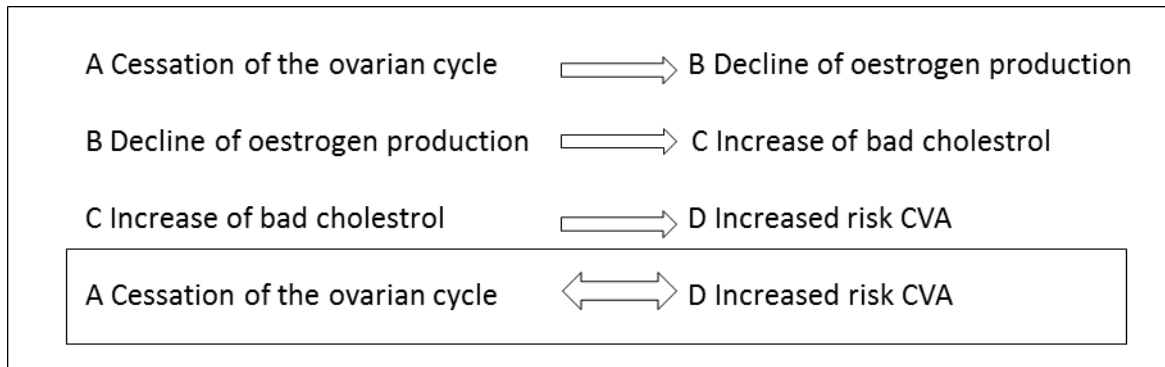 A Cessation of the ovarian cycle B Decline of oestrogen production
B Decline of oestrogen production C Increase of bad cholestrol
C Increase of bad cholestrol D Increased risk CVA
A Cessation of the ovarian cycle D Increased risk CVA